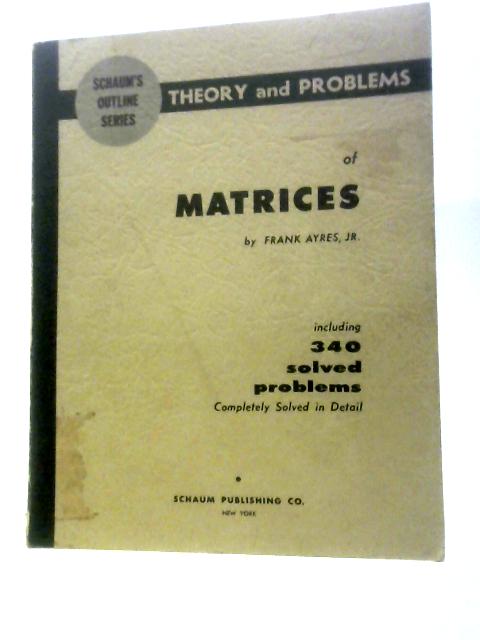 SCHAUM'S
OUTLINE
SERIES
THEORY and PROBLEMS
of
MATRICES
by FRANK AYRES, JR.
including
340
solved
problems
Completely Solved in Detail
SCHAUM PUBLISHING CO.
NEW YORK